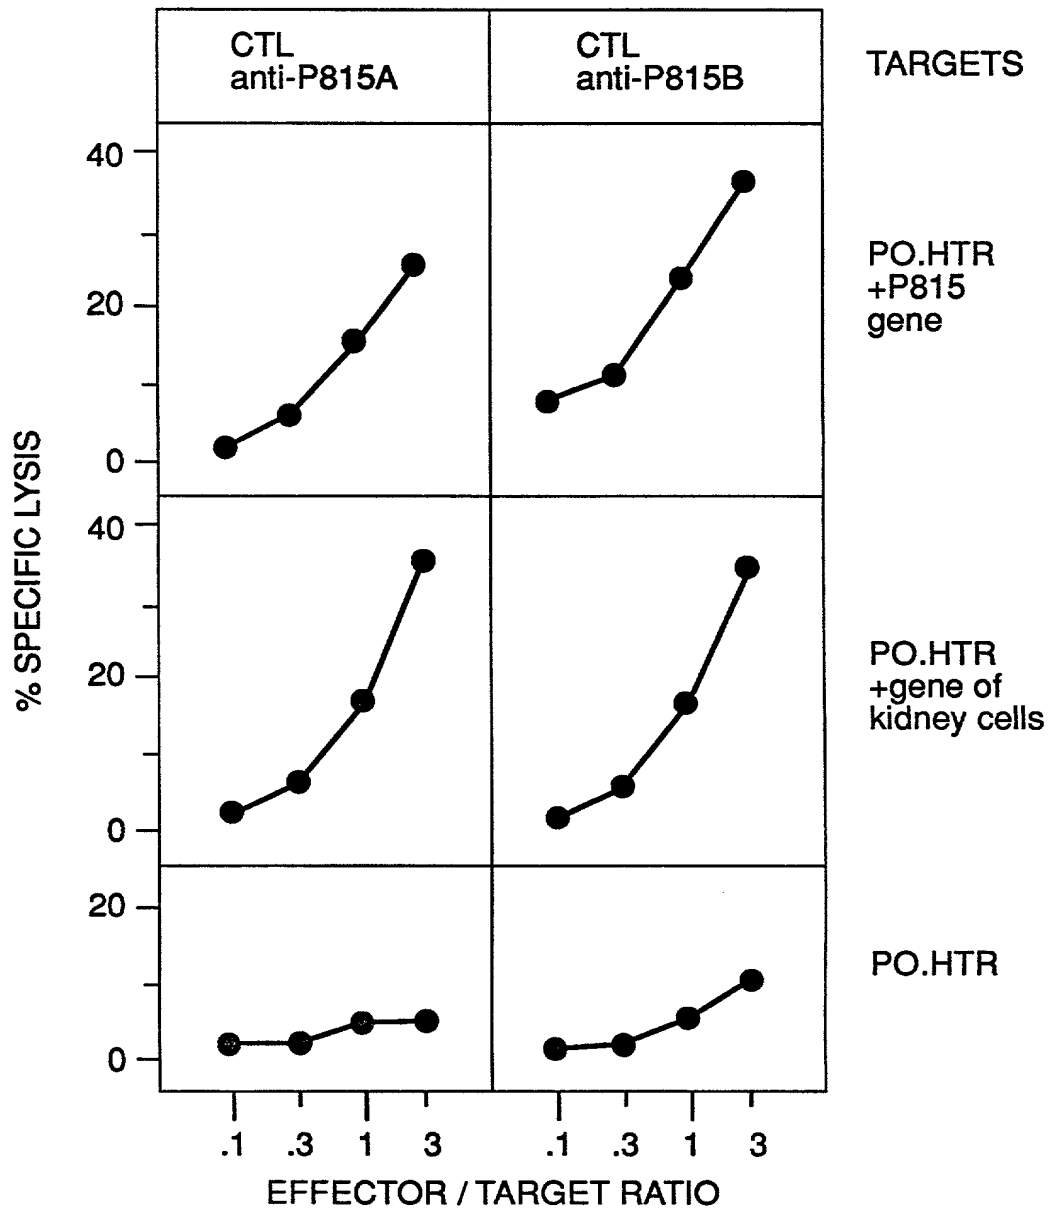 CTL
anti-P815A
CTL
anti-P815B
TARGETS
40
20
0
PO.HTR
+P815
gene
% SPECIFIC LYSIS
40
20
0
PO.HTR
+gene of
kidney cells
20
0
PO.HTR
.1 .3 1 3 .1 .3 1 3
EFFECTOR / TARGET RATIO